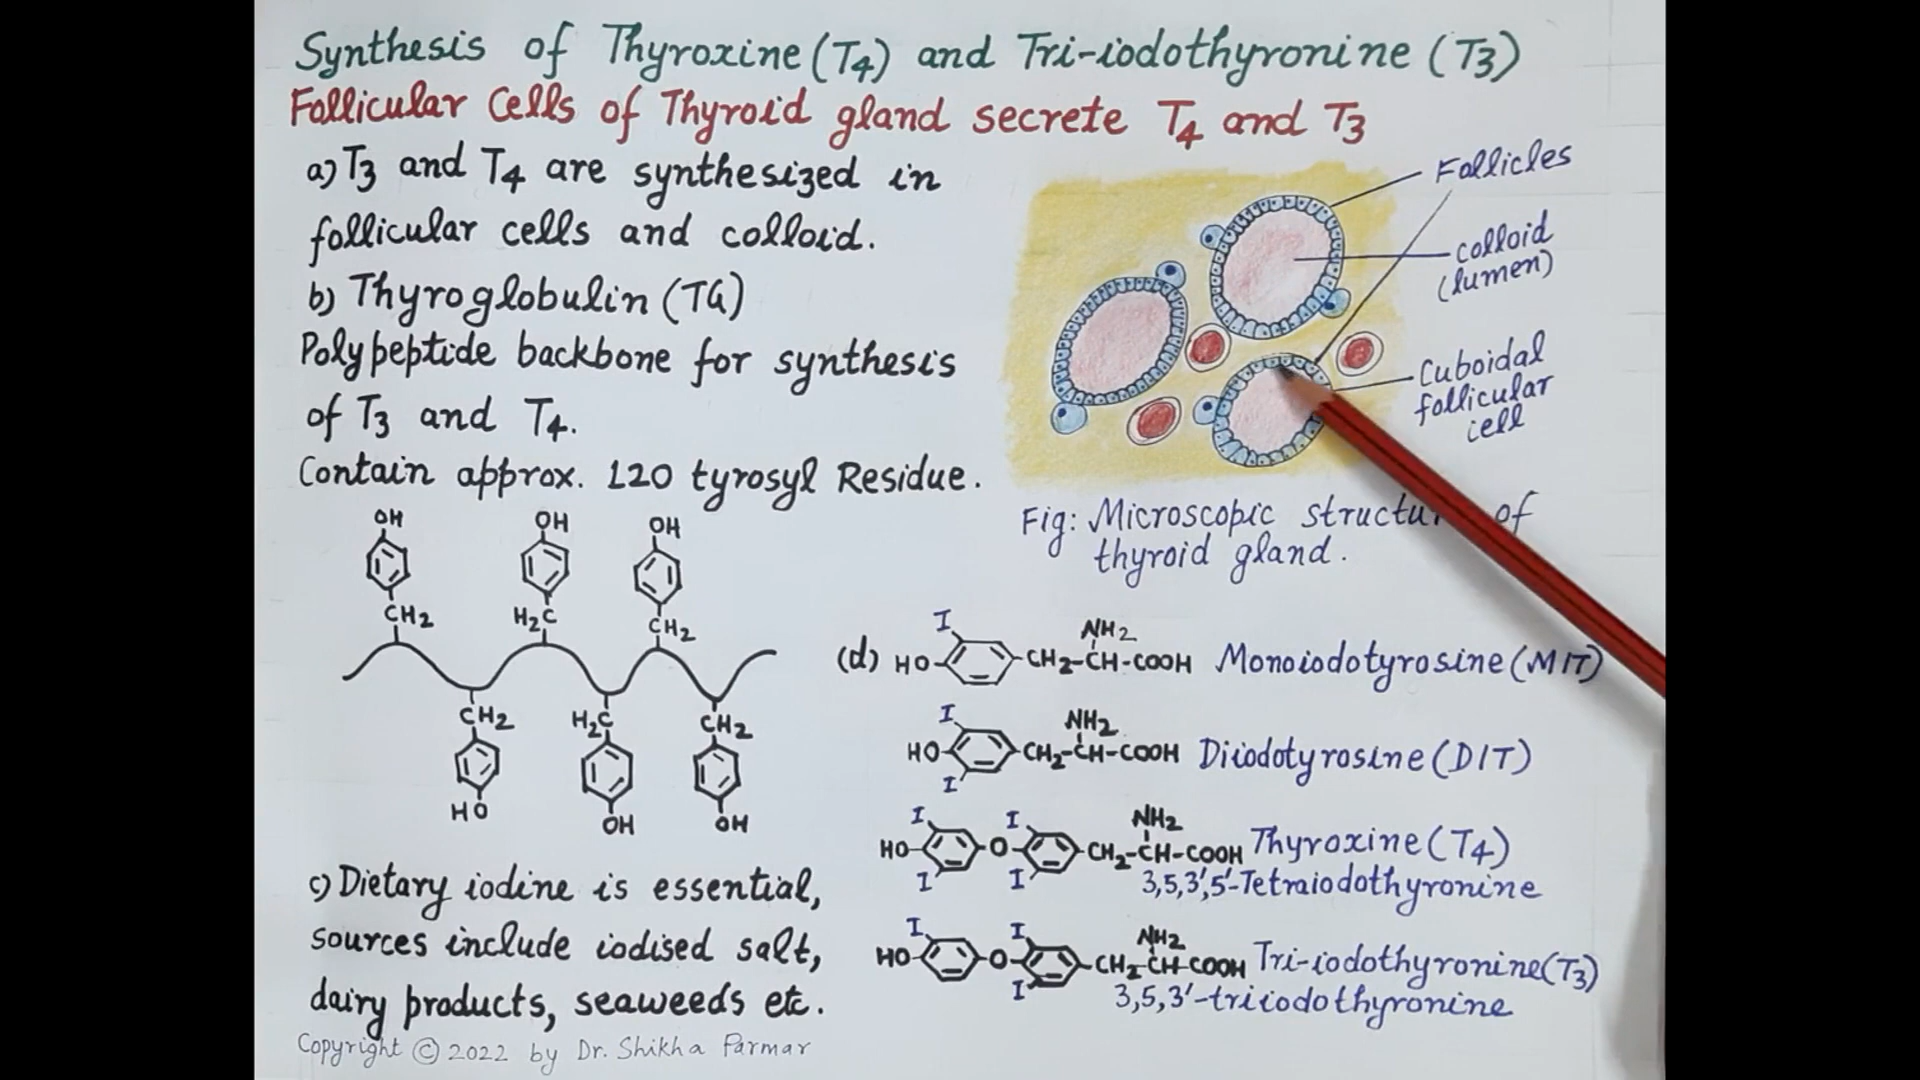 Synthesis of Thyroxine (T4) and Tri-iodothyronine (T3)
Follicular Cells of Thyroid gland secrete T4 and T3
a) T3 and T4 are synthesized in
follicular cells and colloid.
b) Thyroglobulin (TG)
Polypeptide backbone for synthesis
of T3 and T4.
Contain approx. 120 tyrosyl Residue.
OH
OH
OH
CH2
H2C
CH2
CH2
H2C
CH2
HO
OH
OH
c) Dietary iodine is essential,
sources include iodised salt,
dairy products, seaweeds etc.
Copyright © 2022 by Dr. Shikha Parmar
Follicles
colloid
(lumen)
Cuboidal
follicular
cell
Fig: Microscopic of
thyroid gland.
I
NH2
(d) HO CH2-CH-COOH Monoiodotyrosine (MIT)
I
NH2
HO CH2-CH-COOH Diiodotyrosine (DIT)
I
I I NH2
HO -O- CH2-CH-COOH Thyroxine (T4)
I I 3,5,3',5'-Tetraiodothyronine
I I NH2
HO -O- CH2-CH-COOH Tri-iodothyronine (T3)
I 3,5,3'-triiodothyronine